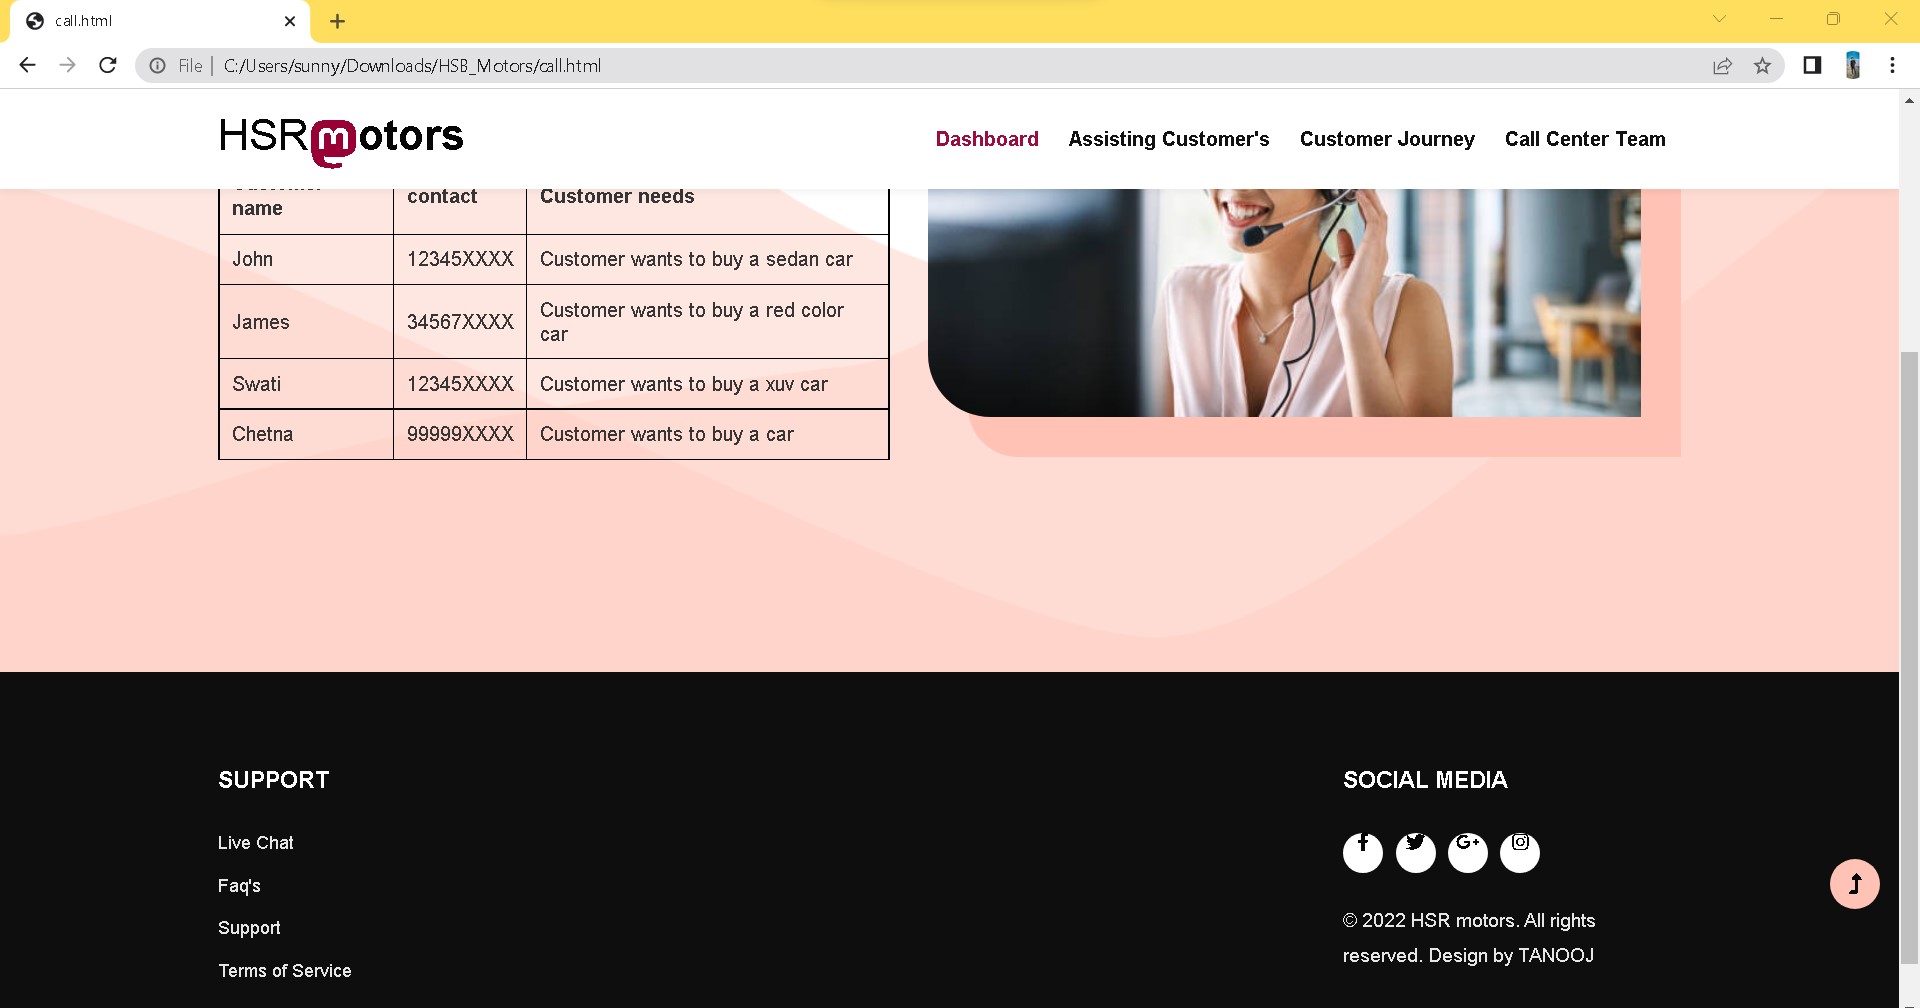 call.html
File | C:/Users/sunny/Downloads/HSB_Motors/call.html
HSRmotors
Dashboard Assisting Customer's Customer Journey Call Center Team
contact Customer needs
name
John 12345XXXX Customer wants to buy a sedan car
James 34567XXXX Customer wants to buy a red color
car
Swati 12345XXXX Customer wants to buy a xuv car
Chetna 99999XXXX Customer wants to buy a car
SUPPORT
Live Chat
Faq's
Support
Terms of Service
SOCIAL MEDIA
© 2022 HSR motors. All rights
reserved. Design by TANOOJ